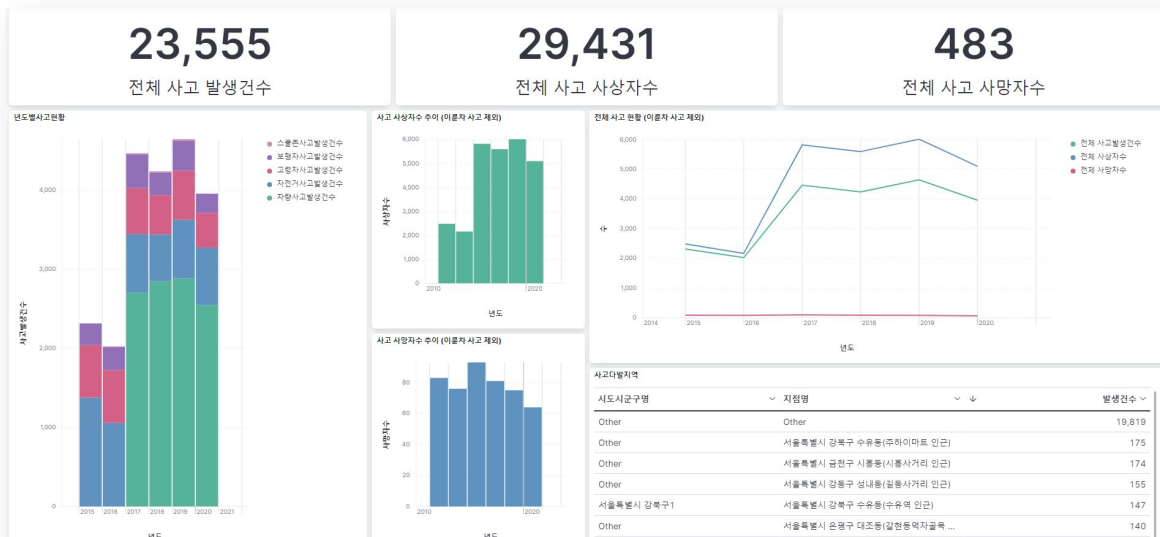 23,555
전체 사고 발생건수
29,431
전체 사고 사상자수
483
전체 사고 사망자수
년도별사고현황
스쿨존사고발생건수
보행자사고발생건수
고령자사고발생건수
자전거사고발생건수
차량사고발생건수
4,000
3,000
2,000
1,000
0
사고발생건수
2015 2016 2017 2018 2019 2020 2021
년도
사고 사상자수 추이 (이륜차 사고 제외)
6,000
5,000
4,000
3,000
2,000
1,000
0
사상자수
2010 2020
년도
사고 사망자수 추이 (이륜차 사고 제외)
80
60
40
20
0
사망자수
2010 2020
년도
전체 사고 현황 (이륜차 사고 제외)
6,000
5,000
4,000
3,000
2,000
1,000
0
수
2014 2015 2016 2017 2018 2019 2020
년도
전체 사고발생건수
전체 사상자수
전체 사망자수
사고다발지역
시도시군구명 지점명 발생건수
Other Other 19,819
Other 서울특별시 강북구 수유동(주하이마트 인근) 175
Other 서울특별시 금천구 시흥동(시흥사거리 인근) 174
Other 서울특별시 강동구 성내동(길동사거리 인근) 155
서울특별시 강북구1 서울특별시 강북구 수유동(수유역 인근) 147
Other 서울특별시 은평구 대조동(갈현동먹자골목 ... 140